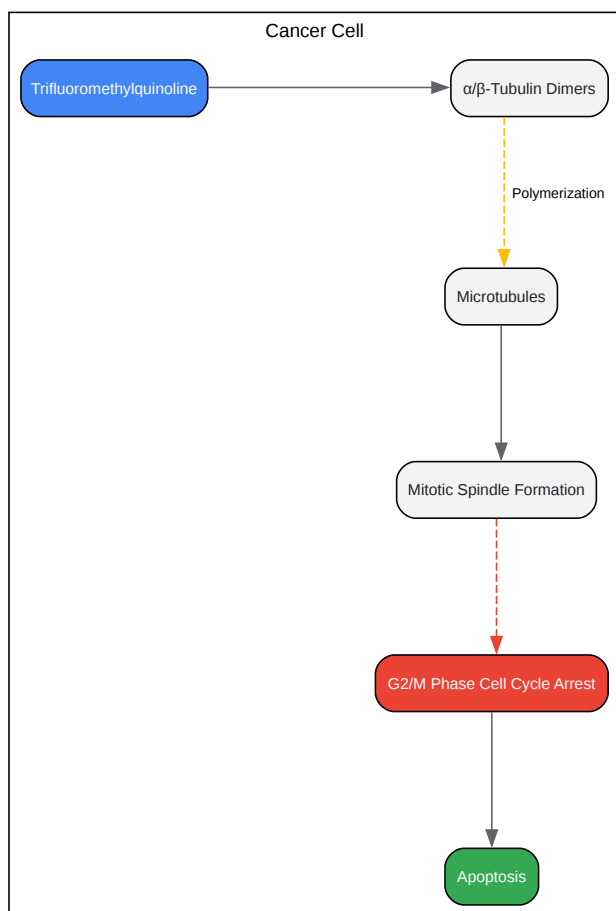 Cancer Cell
Trifluoromethylquinoline
α/β-Tubulin Dimers
Polymerization
Microtubules
Mitotic Spindle Formation
G2/M Phase Cell Cycle Arrest
Apoptosis